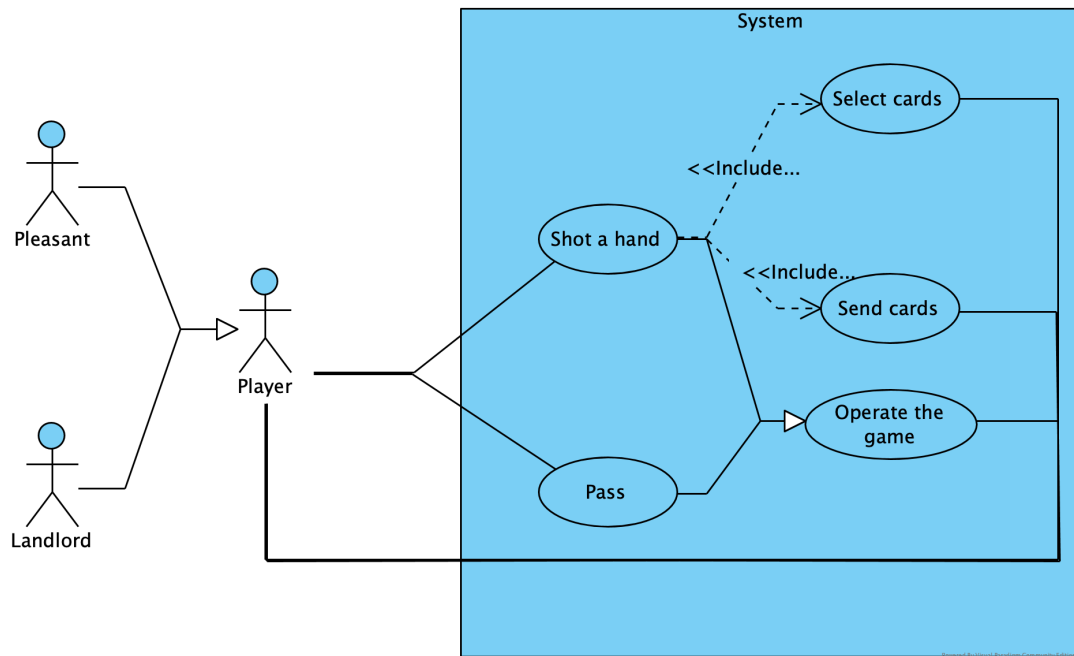 System
Select cards
<<Include...
Pleasant
Shot a hand
<<Include...
Send cards
Player
Operate the
game
Pass
Landlord